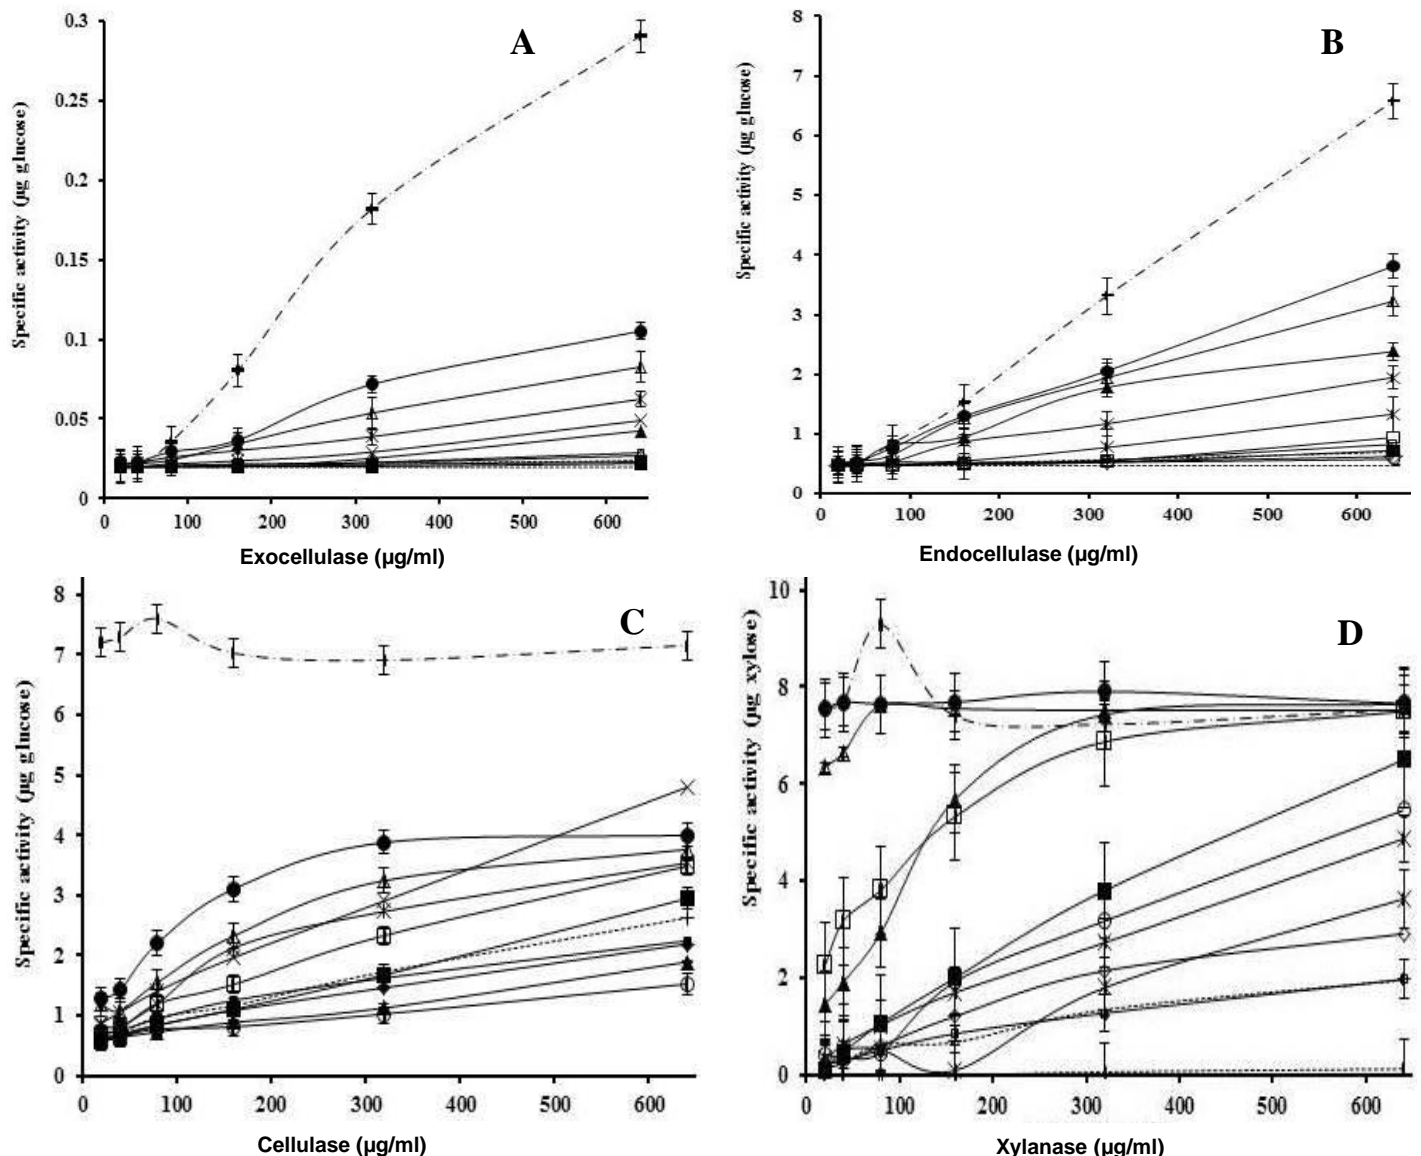 A
Specific activity (µg glucose)
0.3
0.25
0.2
0.15
0.1
0.05
0
0 100 200 300 400 500 600
Exocellulase (µg/ml)
B
Specific activity (µg glucose)
8
7
6
5
4
3
2
1
0
0 100 200 300 400 500 600
Endocellulase (µg/ml)
C
Specific activity (µg glucose)
8
7
6
5
4
3
2
1
0
0 100 200 300 400 500 600
Cellulase (µg/ml)
D
Specific activity (µg xylose)
10
8
6
4
2
0
0 100 200 300 400 500 600
Xylanase (µg/ml)